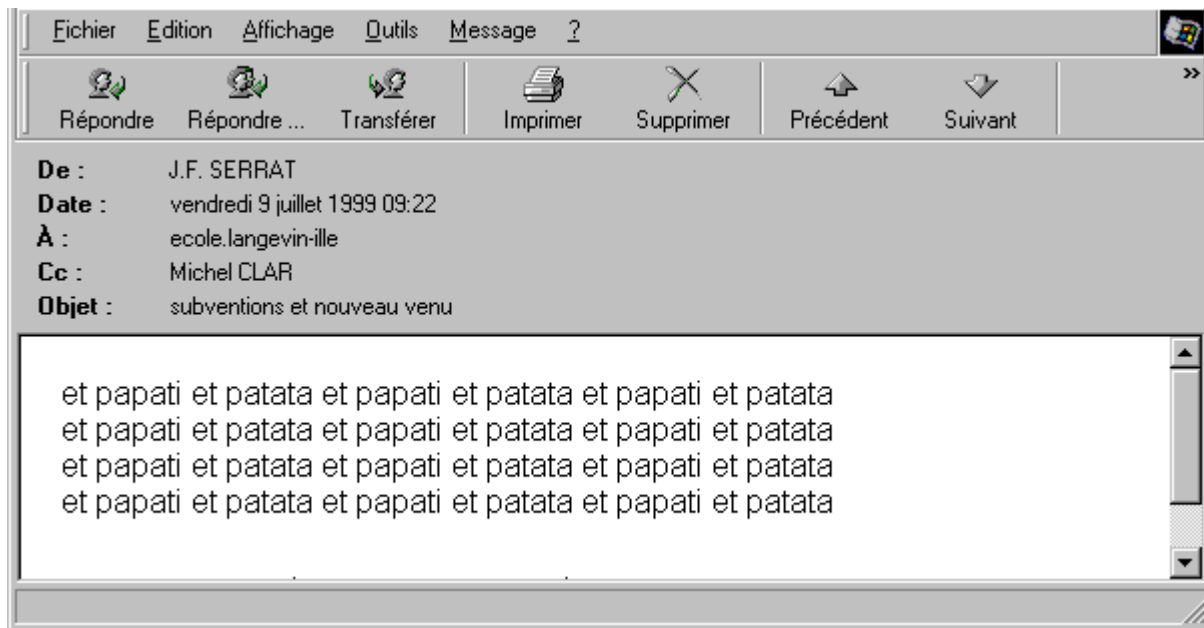 Fichier Edition Affichage Outils Message ?
Répondre Répondre ... Transférer Imprimer Supprimer Précédent Suivant »
De : J.F. SERRAT
Date : vendredi 9 juillet 1999 09:22
À : ecole.langevin-ille
Cc : Michel CLAR
Objet : subventions et nouveau venu
et papati et patata et papati et patata et papati et patata
et papati et patata et papati et patata et papati et patata
et papati et patata et papati et patata et papati et patata
et papati et patata et papati et patata et papati et patata